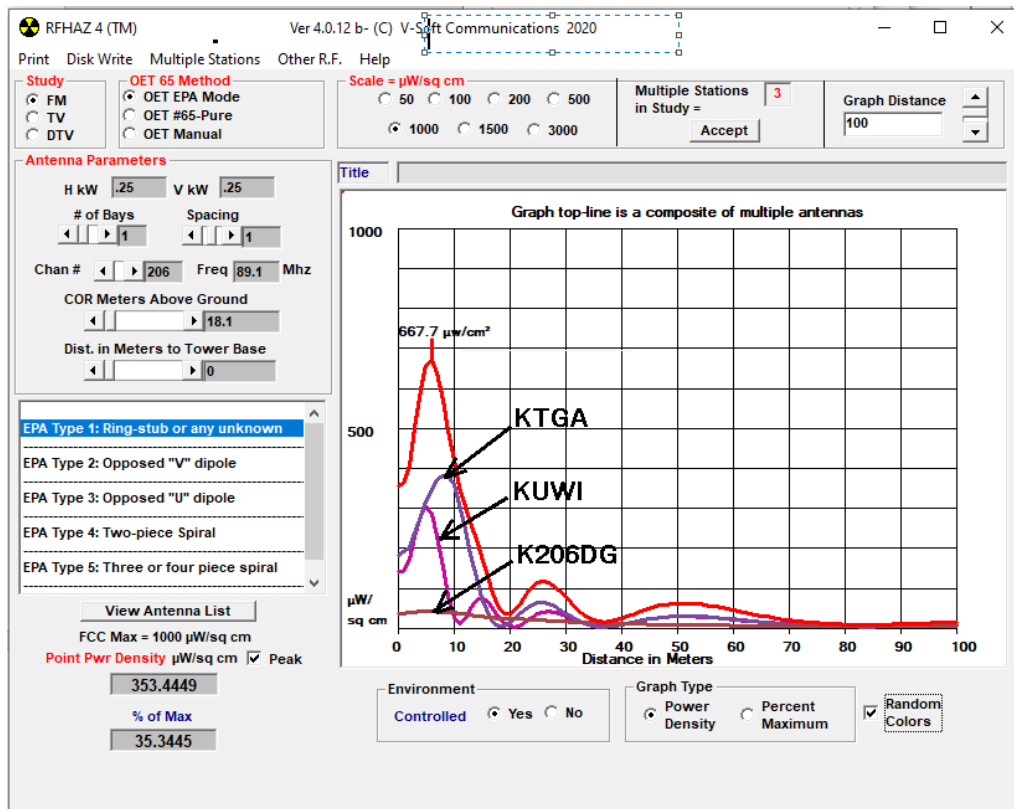 RFHAZ 4 (TM) Ver 4.0.12 b- (C) V-Soft Communications 2020
Print Disk Write Multiple Stations Other R.F. Help
Study
FM
TV
DTV
OET 65 Method
OET EPA Mode
OET #65-Pure
OET Manual
Scale = µW/sq cm
50 100 200 500
1000 1500 3000
Multiple Stations
in Study = 3
Accept
Graph Distance
100
Antenna Parameters
H kW .25 V kW .25
# of Bays Spacing
1 1
Chan # 206 Freq 89.1 Mhz
COR Meters Above Ground
18.1
Dist. in Meters to Tower Base
0
EPA Type 1: Ring-stub or any unknown
EPA Type 2: Opposed "V" dipole
EPA Type 3: Opposed "U" dipole
EPA Type 4: Two-piece Spiral
EPA Type 5: Three or four piece spiral
View Antenna List
FCC Max = 1000 µW/sq cm
Point Pwr Density µW/sq cm Peak
353.4449
% of Max
35.3445
Title
Graph top-line is a composite of multiple antennas
1000
667.7 µw/cm²
KTGA
500
KUWI
K206DG
µW/
sq cm
0 10 20 30 40 50 60 70 80 90 100
Distance in Meters
Environment
Controlled Yes No
Graph Type
Power
Density
Percent
Maximum
Random
Colors